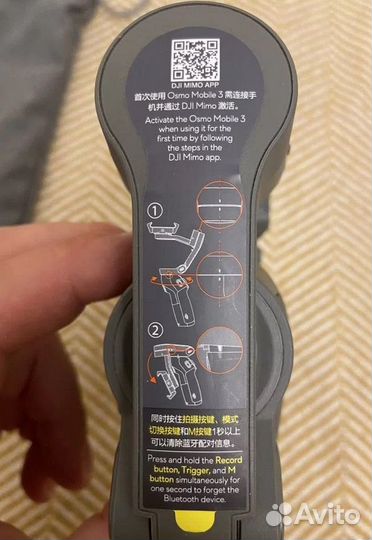 DJI MIMO APP
首次使用 Osmo Mobile 3 需连接手
机并通过 DJI Mimo 激活。
Activate the Osmo Mobile 3
when using it for the
first time by following
the steps in the
DJI Mimo app.
1
2
同时按住拍摄按键、模式
切换按键和M按键1秒以上
可以清除蓝牙配对信息。
Press and hold the Record
button, Trigger, and M
button simultaneously for
one second to forget the
Bluetooth device.
Avito